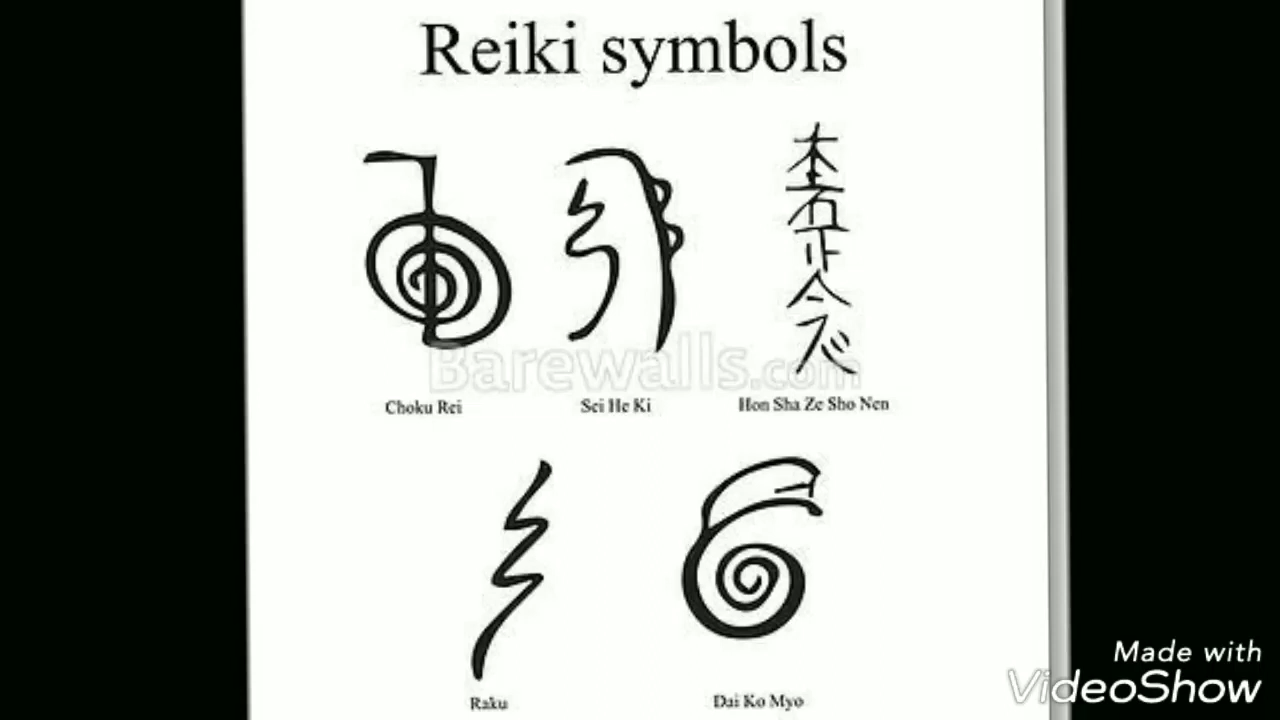 Reiki symbols
Barewalls.com
Choku Rei
Sei He Ki
Hon Sha Ze Sho Nen
Raku
Dai Ko Myo
Made with
VideoShow